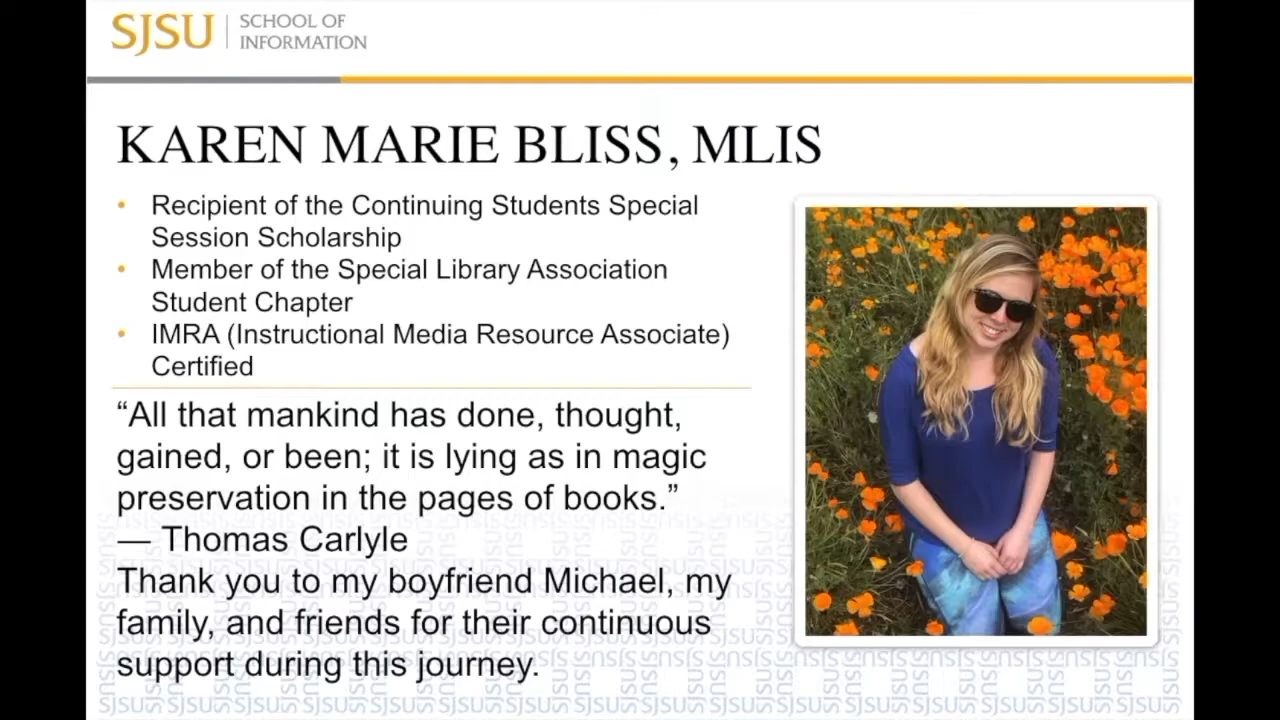 SJSU
SCHOOL OF
INFORMATION
KAREN MARIE BLISS, MLIS
• Recipient of the Continuing Students Special
Session Scholarship
• Member of the Special Library Association
Student Chapter
• IMRA (Instructional Media Resource Associate)
Certified
“All that mankind has done, thought,
gained, or been; it is lying as in magic
preservation in the pages of books.”
— Thomas Carlyle
Thank you to my boyfriend Michael, my
family, and friends for their continuous
support during this journey.